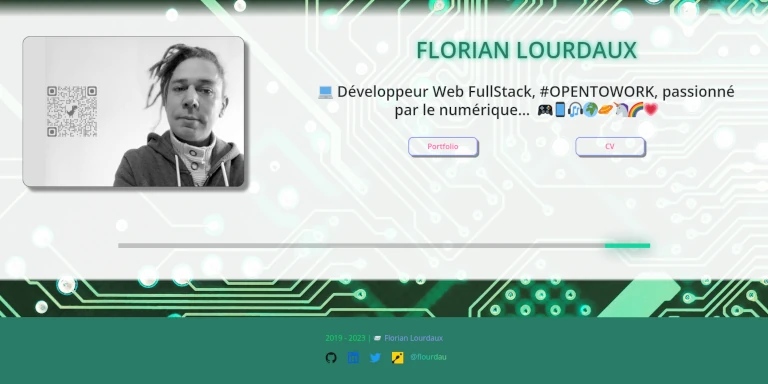 FLORIAN LOURDAUX
💻 Développeur Web FullStack, #OPENTOWORK, passionné
par le numérique... 🎮📱🎧🌍🌭🦄🌈💗
Portfolio
CV
2019 - 2023 | Florian Lourdaux
@flourdau